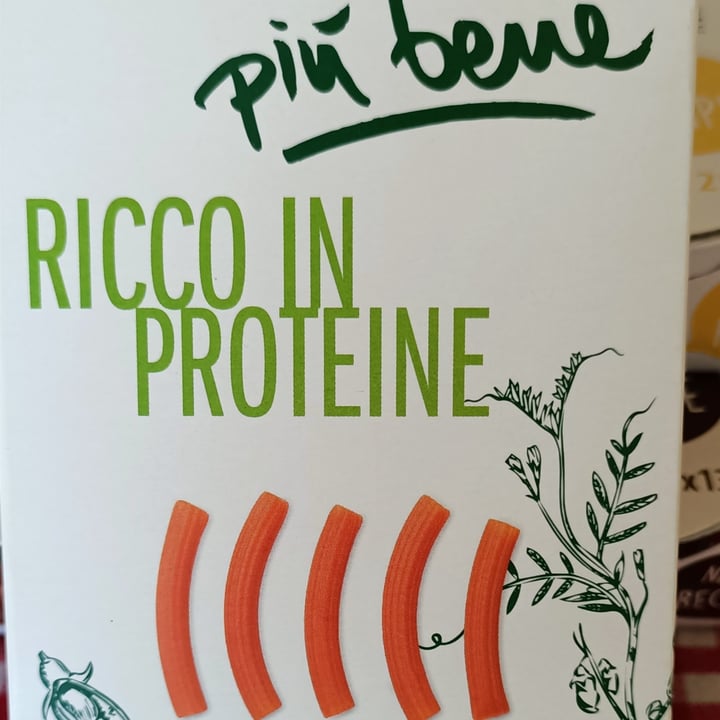 più bene
RICCO IN
PROTEINE